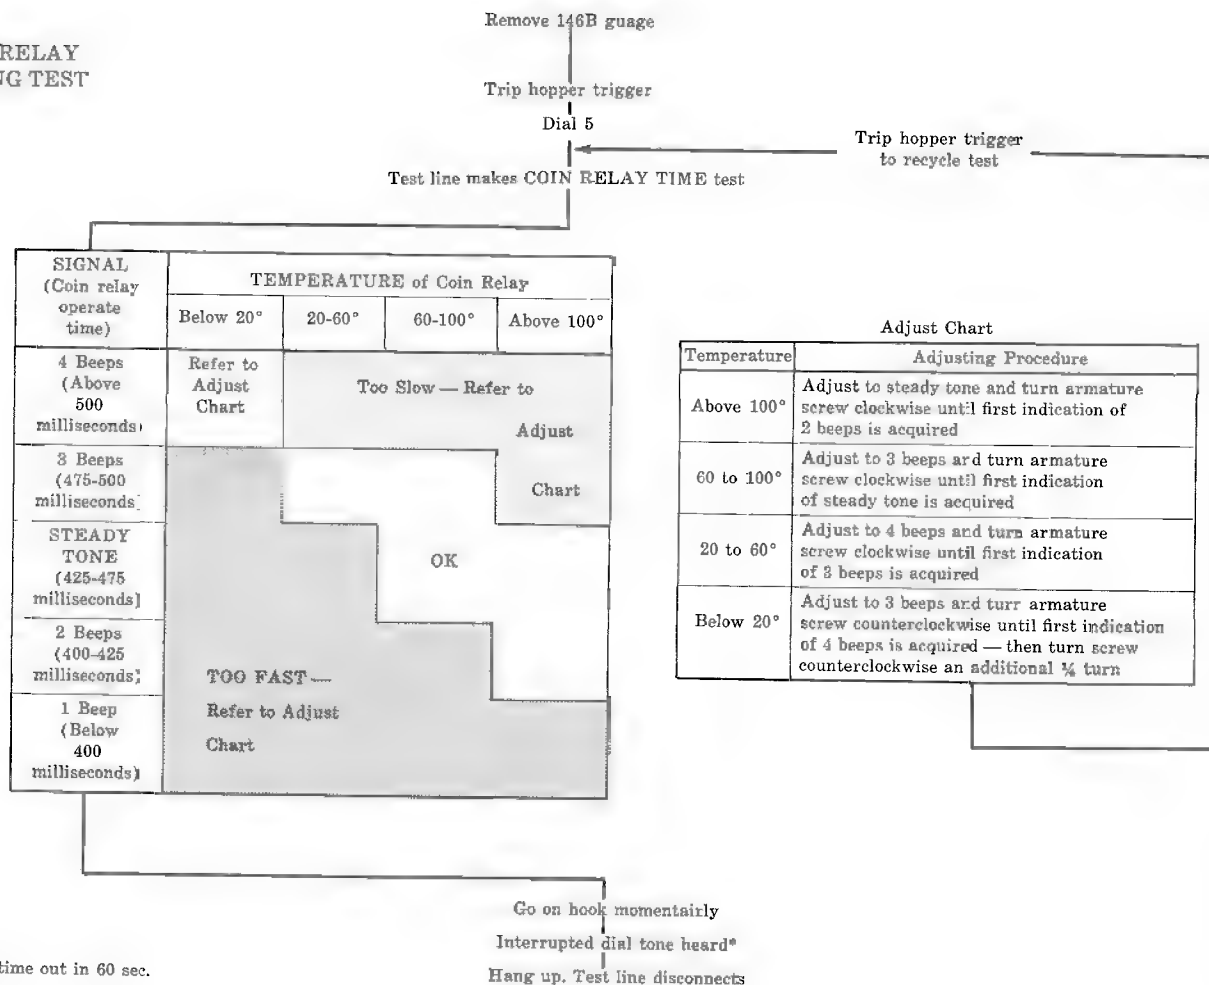 Remove 146B guage
RELAY
NG TEST
Trip hopper trigger
Dial 5
Trip hopper trigger
to recycle test
Test line makes COIN RELAY TIME test
SIGNAL
(Coin relay
operate
time)
TEMPERATURE of Coin Relay
Below 20°
20-60°
60-100°
Above 100°
4 Beeps
(Above
500
milliseconds)
Refer to
Adjust
Chart
Too Slow — Refer to
Adjust
Chart
3 Beeps
(475-500
milliseconds)
STEADY
TONE
(425-475
milliseconds)
OK
2 Beeps
(400-425
milliseconds)
TOO FAST —
Refer to Adjust
Chart
1 Beep
(Below
400
milliseconds)
Adjust Chart
Temperature
Adjusting Procedure
Above 100°
Adjust to steady tone and turn armature
screw clockwise until first indication of
2 beeps is acquired
60 to 100°
Adjust to 3 beeps and turn armature
screw clockwise until first indication
of steady tone is acquired
20 to 60°
Adjust to 4 beeps and turn armature
screw clockwise until first indication
of 3 beeps is acquired
Below 20°
Adjust to 3 beeps and turr armature
screw counterclockwise until first indication
of 4 beeps is acquired — then turn screw
counterclockwise an additional turn
Go on hook momentairly
Interrupted dial tone heard*
Hang up. Test line disconnects
time out in 60 sec.